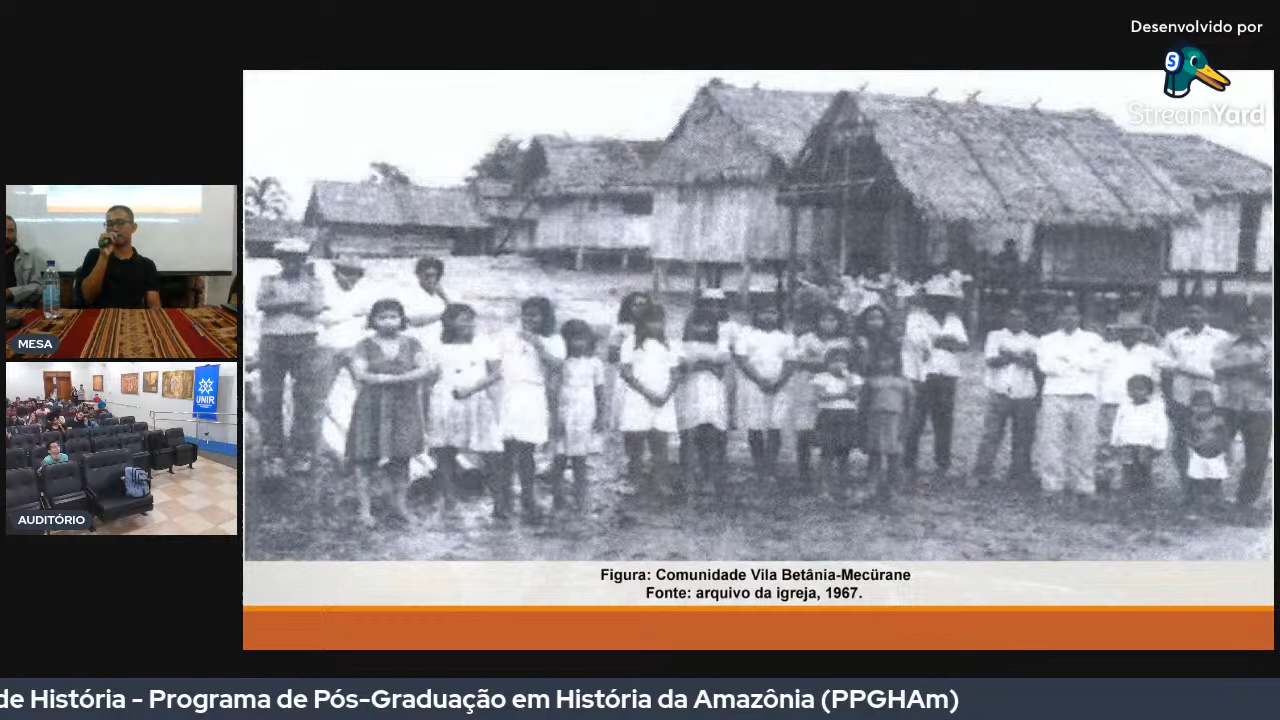 Desenvolvido por
S
StreamYard
MESA
UNIR
AUDITÓRIO
Figura: Comunidade Vila Betânia-Mecürane
Fonte: arquivo da igreja, 1967.
de História - Programa de Pós-Graduação em História da Amazônia (PPGHAm)